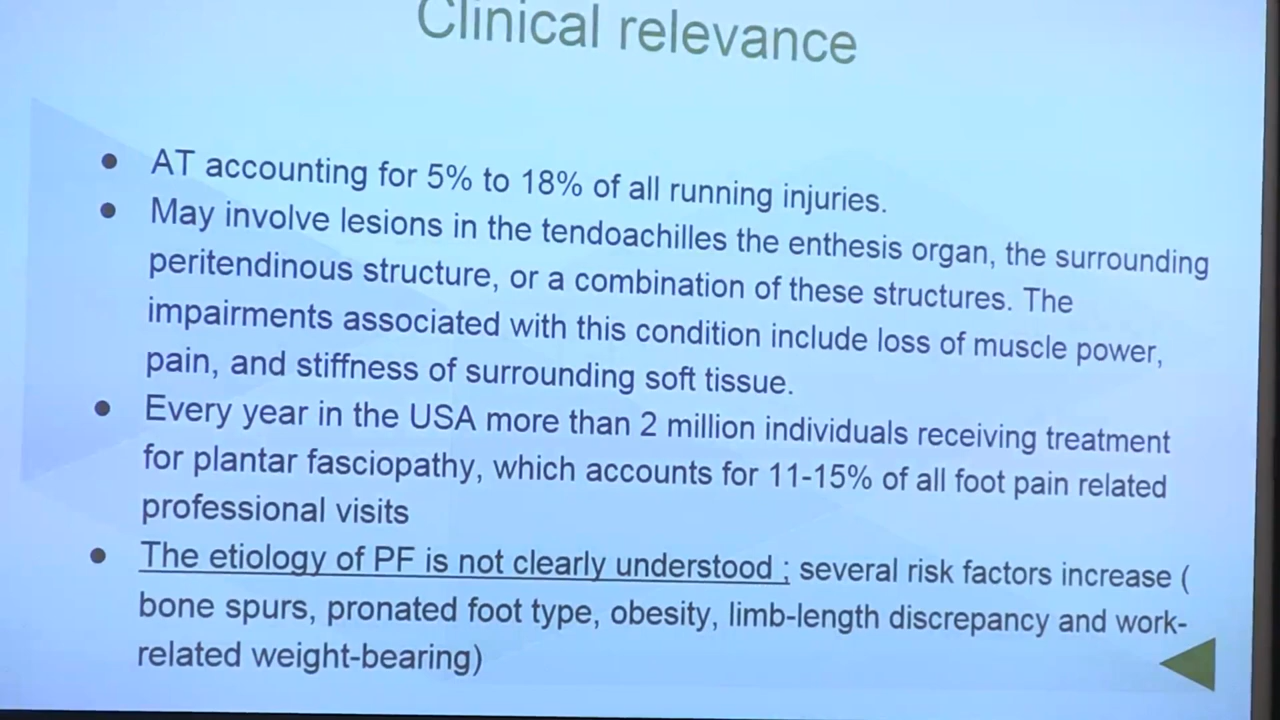 Clinical relevance
● AT accounting for 5% to 18% of all running injuries.
● May involve lesions in the tendoachilles the enthesis organ, the surrounding
peritendinous structure, or a combination of these structures. The
impairments associated with this condition include loss of muscle power,
pain, and stiffness of surrounding soft tissue.
● Every year in the USA more than 2 million individuals receiving treatment
for plantar fasciopathy, which accounts for 11-15% of all foot pain related
professional visits
● The etiology of PF is not clearly understood ; several risk factors increase (
bone spurs, pronated foot type, obesity, limb-length discrepancy and work-
related weight-bearing)